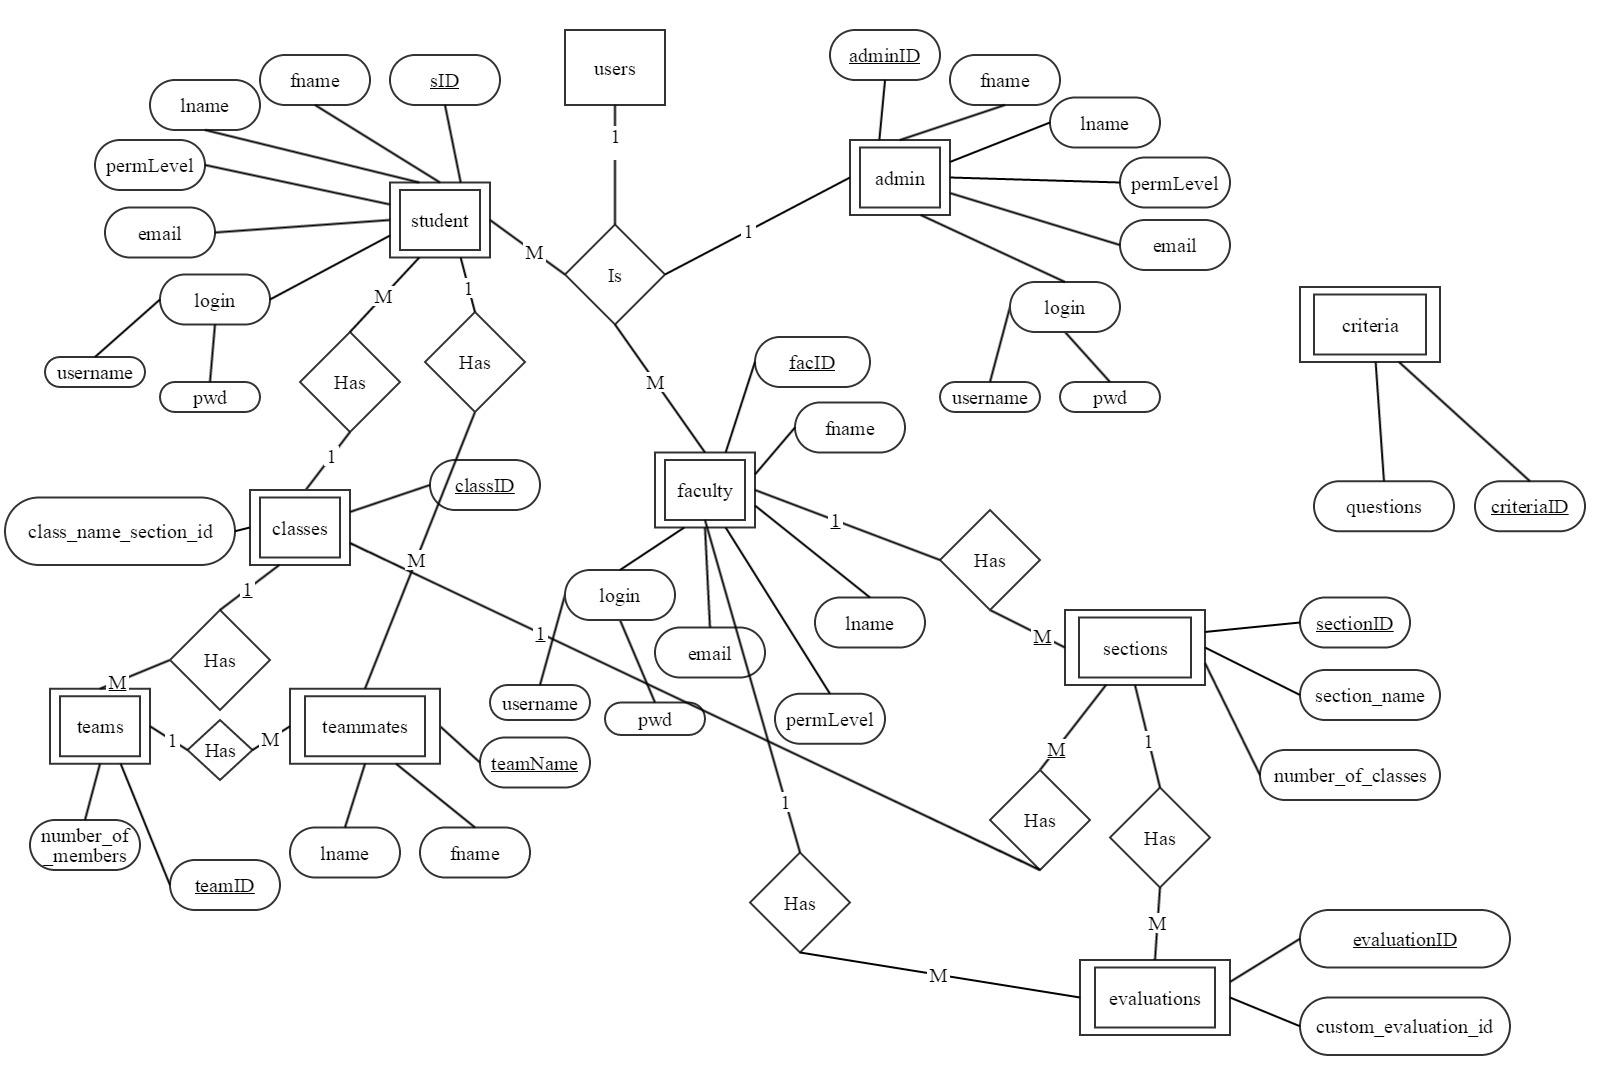 users
adminID
fname
sID
fname
lname
lname
1
permLevel
admin
permLevel
student
email
1
email
M
Is
login
M
1
login
criteria
Has
Has
facID
username
M
pwd
username
pwd
fname
1
classID
faculty
questions
criteriaID
class_name_section_id
classes
1
M
Has
1
login
lname
sectionID
1
M
sections
email
Has
M
section_name
username
pwd
permLevel
teams
1
Has
M
teammates
teamName
M
1
number_of_classes
1
Has
Has
number_of
_members
lname
fname
teamID
Has
M
evaluationID
M
evaluations
custom_evaluation_id